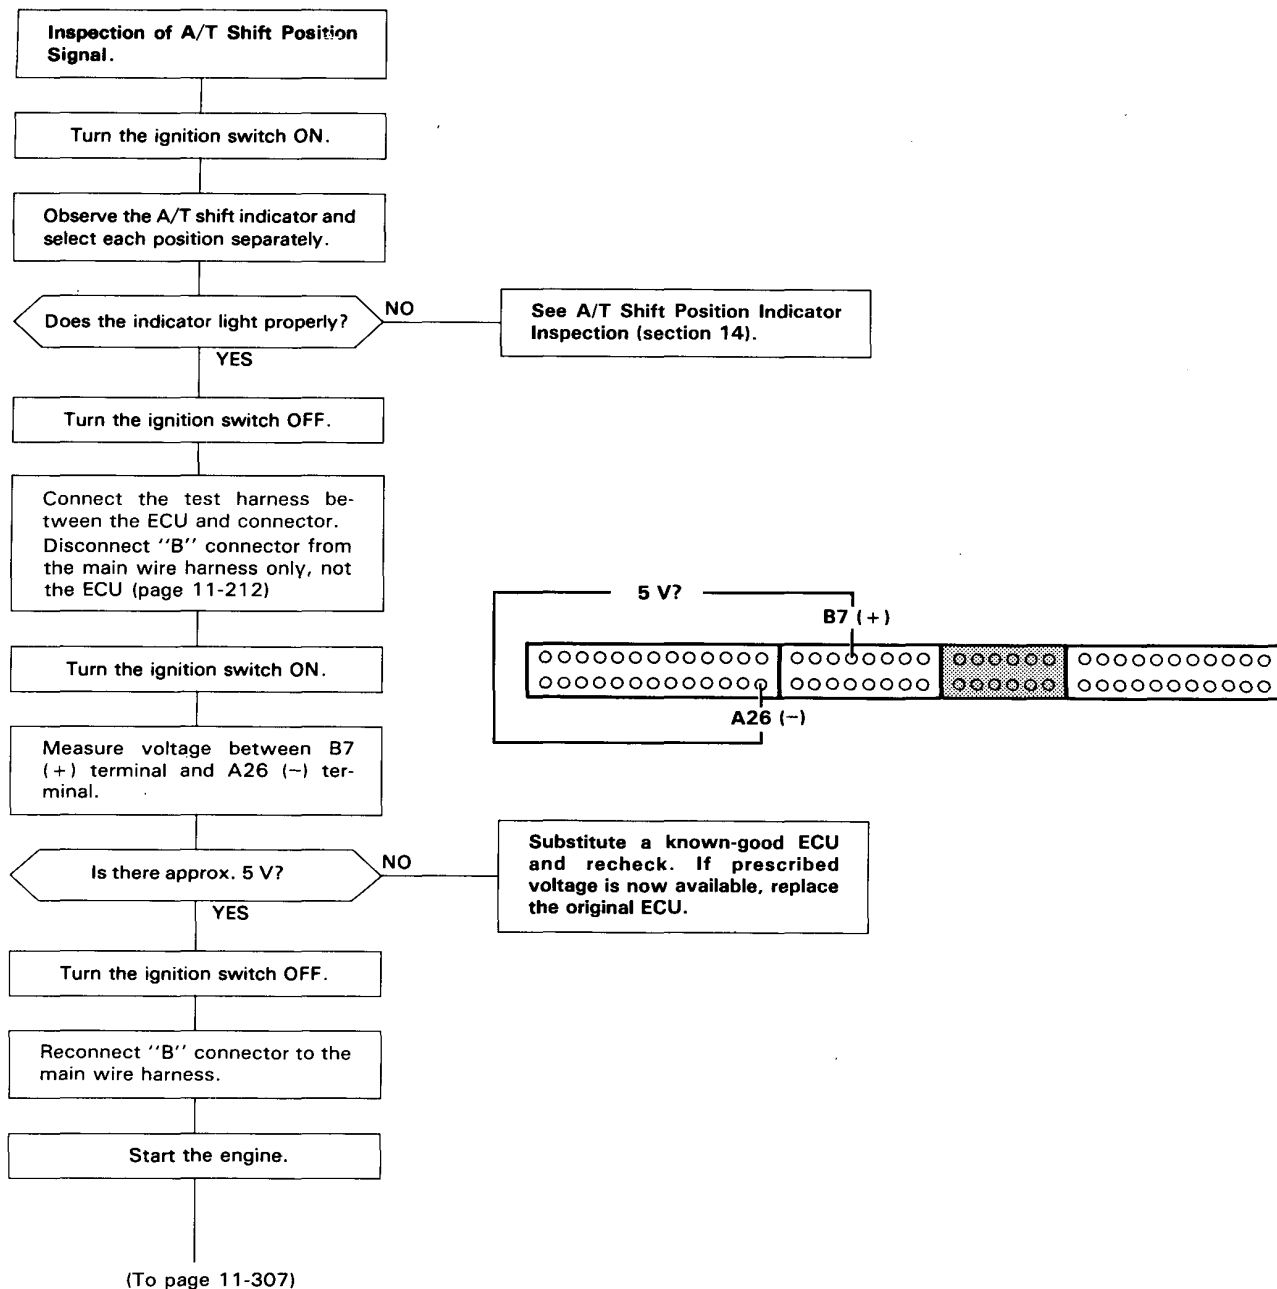 Inspection of A/T Shift Position
Signal.
Turn the ignition switch ON.
Observe the A/T shift indicator and
select each position separately.
Does the indicator light properly?
NO
See A/T Shift Position Indicator
Inspection (section 14).
YES
Turn the ignition switch OFF.
Connect the test harness be-
tween the ECU and connector.
Disconnect ''B'' connector from
the main wire harness only, not
the ECU (page 11-212)
Turn the ignition switch ON.
Measure voltage between B7
(+) terminal and A26 (−) ter-
minal.
5 V?
B7 (+)
A26 (−)
Is there approx. 5 V?
NO
Substitute a known-good ECU
and recheck. If prescribed
voltage is now available, replace
the original ECU.
YES
Turn the ignition switch OFF.
Reconnect ''B'' connector to the
main wire harness.
Start the engine.
(To page 11-307)